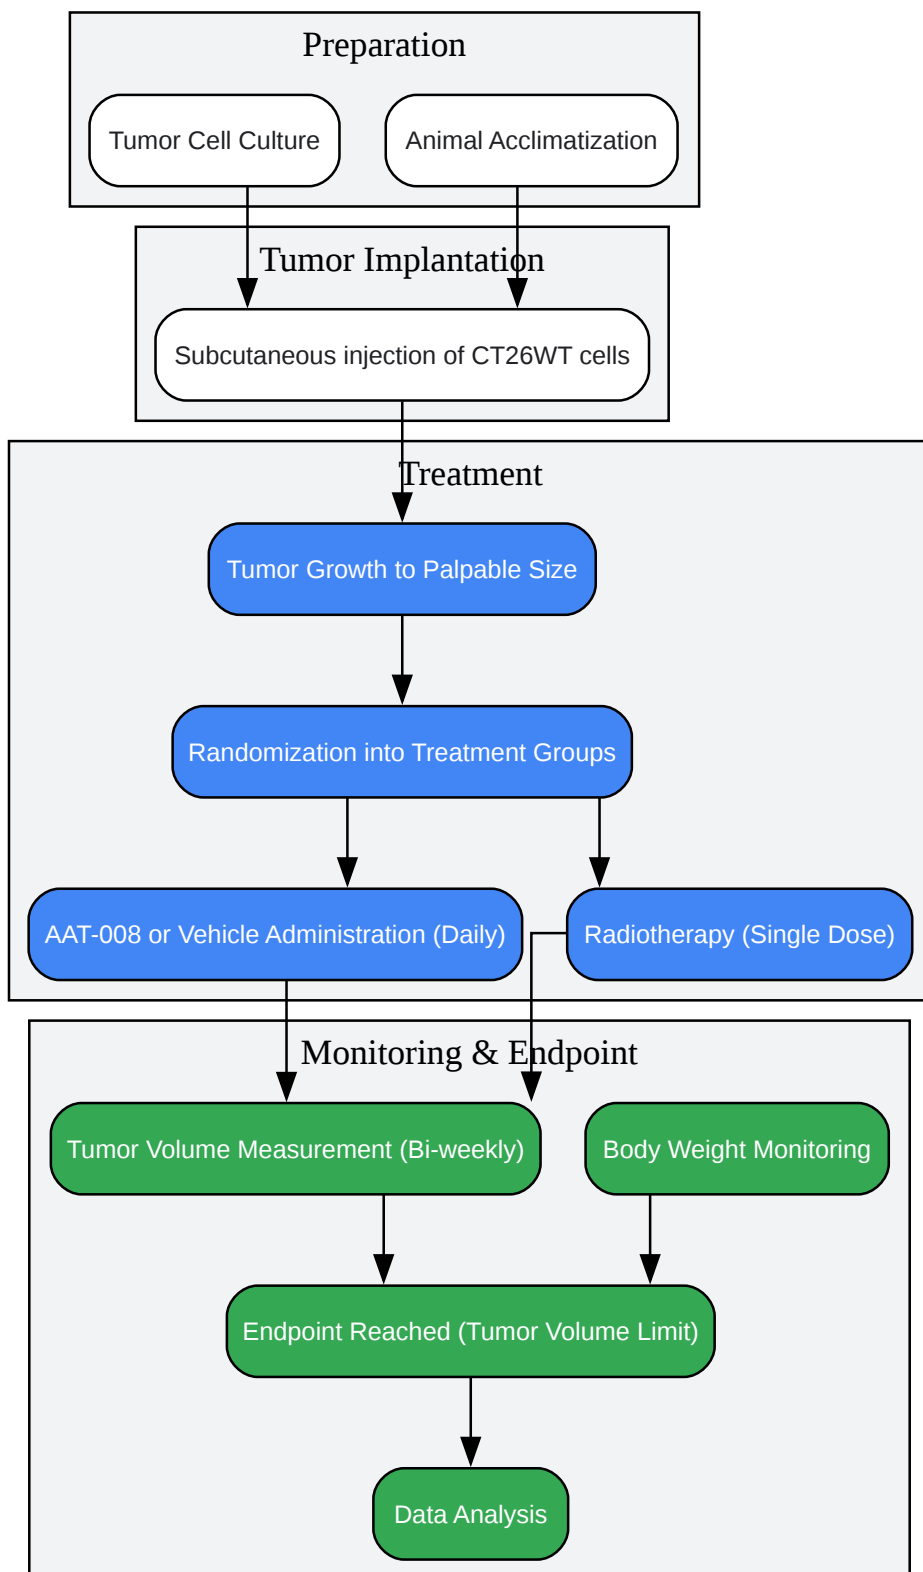 Preparation
Tumor Cell Culture
Animal Acclimatization
Tumor Implantation
Subcutaneous injection of CT26WT cells
Treatment
Tumor Growth to Palpable Size
Randomization into Treatment Groups
AAT-008 or Vehicle Administration (Daily)
Radiotherapy (Single Dose)
Monitoring & Endpoint
Tumor Volume Measurement (Bi-weekly)
Body Weight Monitoring
Endpoint Reached (Tumor Volume Limit)
Data Analysis